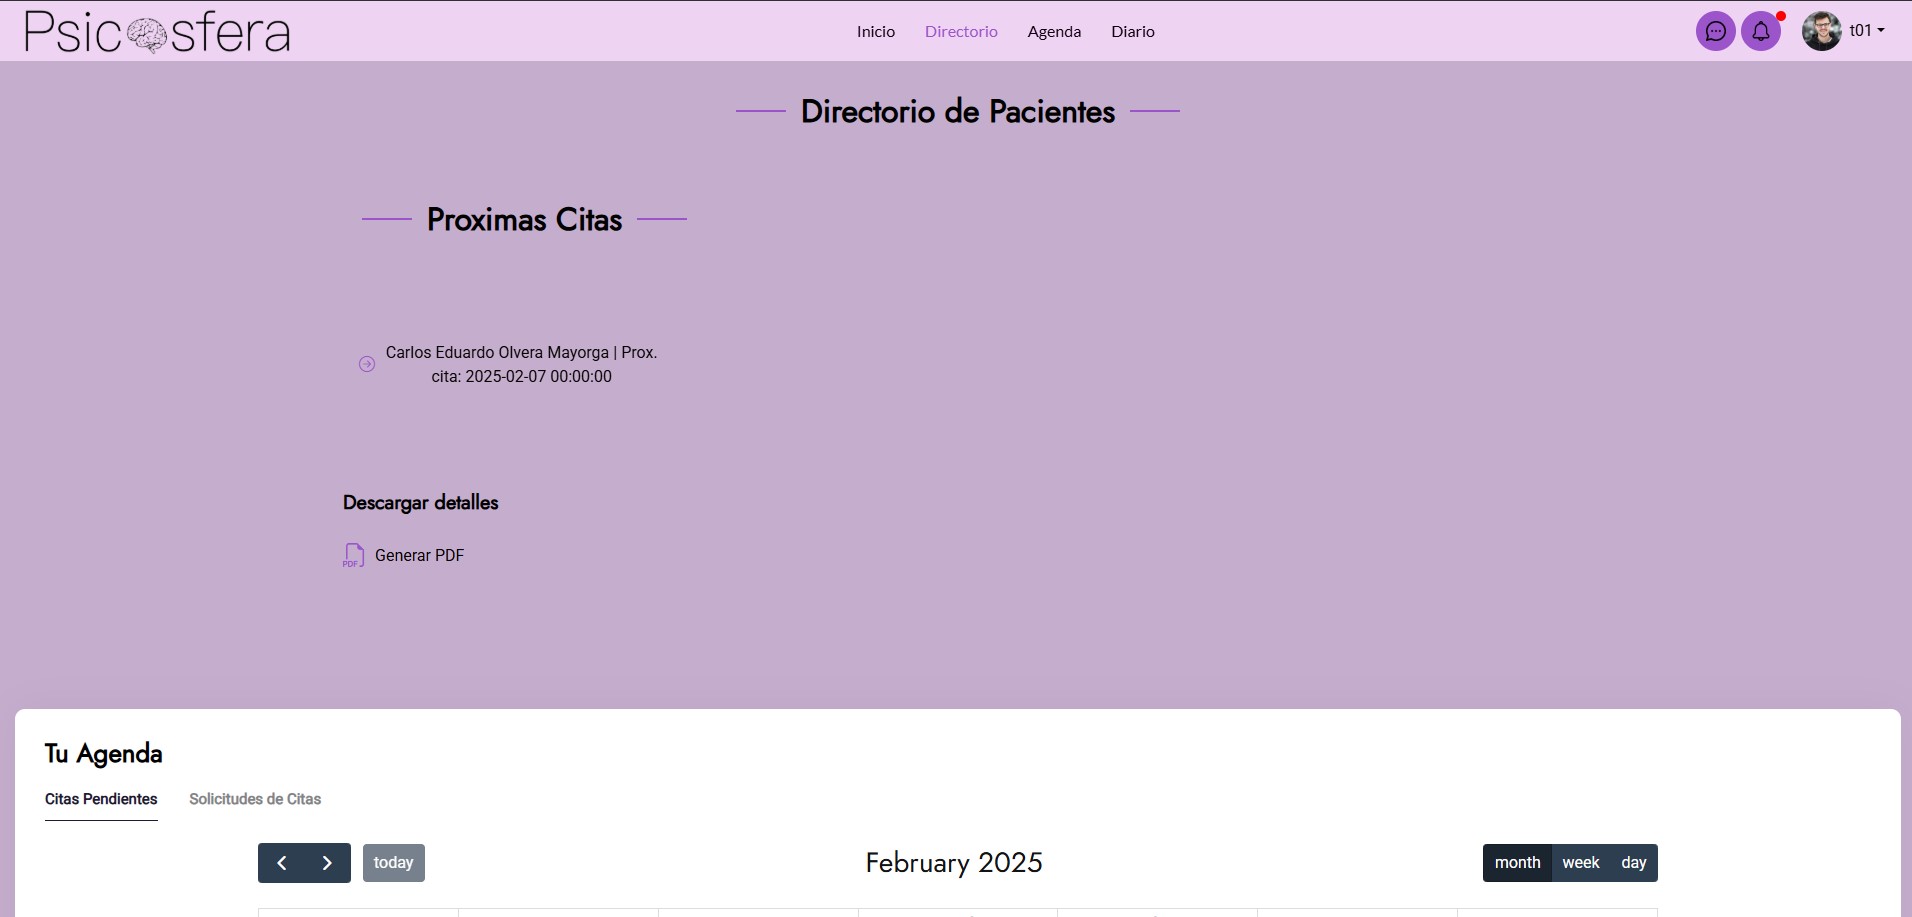 Psicosfera
Inicio Directorio Agenda Diario
t01
Directorio de Pacientes
Proximas Citas
Carlos Eduardo Olvera Mayorga | Prox.
cita: 2025-02-07 00:00:00
Descargar detalles
PDF Generar PDF
Tu Agenda
Citas Pendientes Solicitudes de Citas
today February 2025 month week day